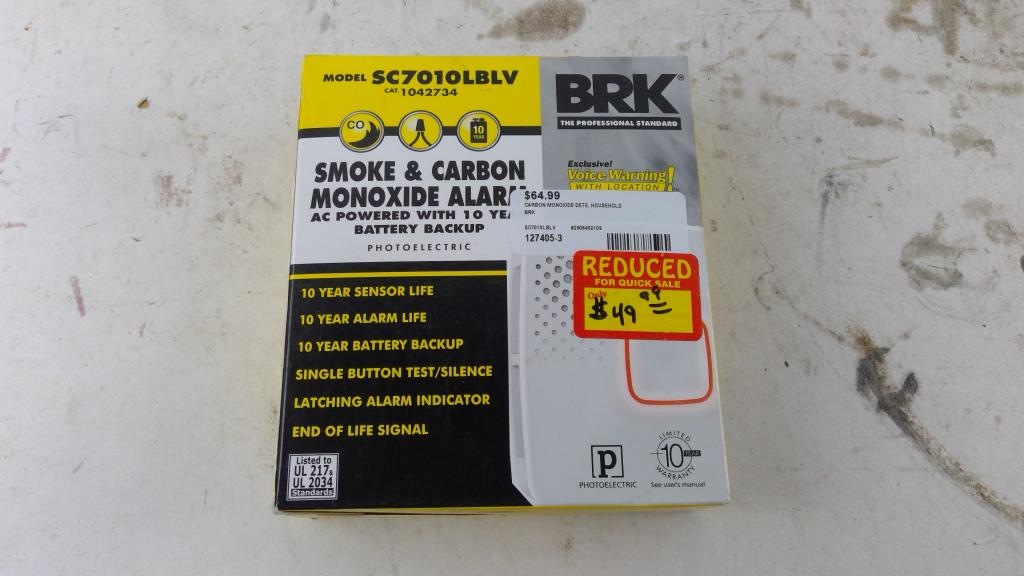 MODEL SC7010LBLV
CAT. 1042734
CO
10
YEAR
SMOKE & CARBON
MONOXIDE ALARM
AC POWERED WITH 10 YEA
BATTERY BACKUP
PHOTOELECTRIC
10 YEAR SENSOR LIFE
10 YEAR ALARM LIFE
10 YEAR BATTERY BACKUP
SINGLE BUTTON TEST/SILENCE
LATCHING ALARM INDICATOR
END OF LIFE SIGNAL
Listed to
UL 217 &
UL 2034
Standards
BRK®
THE PROFESSIONAL STANDARD
Exclusive!
Voice Warning!
WITH LOCATION
$64.99
CARBON MONOXIDE DETE, HOUSEHOLD
BRK
SC7010LBLV
127405-3
REDUCED
FOR QUICK SALE
Only
$49 99
P
PHOTOELECTRIC
LIMITED
10 YEAR
WARRANTY
See user's manual